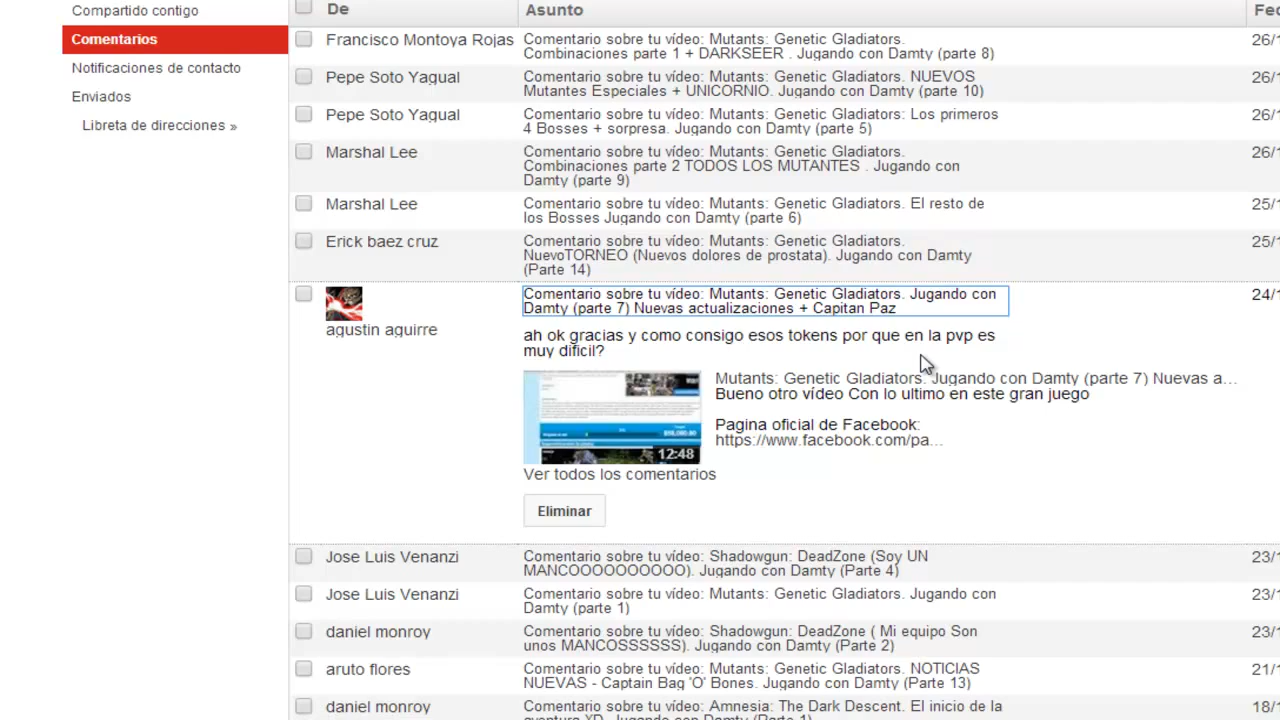 Compartido contigo
Comentarios
Notificaciones de contacto
Enviados
Libreta de direcciones »
De Asunto
Francisco Montoya Rojas Comentario sobre tu vídeo: Mutants: Genetic Gladiators. 26/1
Combinaciones parte 1 + DARKSEER . Jugando con Damty (parte 8)
Pepe Soto Yagual Comentario sobre tu vídeo: Mutants: Genetic Gladiators. NUEVOS 26/1
Mutantes Especiales + UNICORNIO. Jugando con Damty (parte 10)
Pepe Soto Yagual Comentario sobre tu vídeo: Mutants: Genetic Gladiators: Los primeros 26/1
4 Bosses + sorpresa. Jugando con Damty (parte 5)
Marshal Lee Comentario sobre tu vídeo: Mutants: Genetic Gladiators. 26/1
Combinaciones parte 2 TODOS LOS MUTANTES . Jugando con
Damty (parte 9)
Marshal Lee Comentario sobre tu vídeo: Mutants: Genetic Gladiators. El resto de 25/1
los Bosses Jugando con Damty (parte 6)
Erick baez cruz Comentario sobre tu vídeo: Mutants: Genetic Gladiators. 25/1
NuevoTORNEO (Nuevos dolores de prostata). Jugando con Damty
(Parte 14)
Comentario sobre tu vídeo: Mutants: Genetic Gladiators. Jugando con 24/1
Damty (parte 7) Nuevas actualizaciones + Capitan Paz
agustin aguirre
ah ok gracias y como consigo esos tokens por que en la pvp es
muy dificil?
Mutants: Genetic Gladiators. Jugando con Damty (parte 7) Nuevas a...
Bueno otro vídeo Con lo ultimo en este gran juego
Pagina oficial de Facebook:
https://www.facebook.com/pa...
12:48
Ver todos los comentarios
Eliminar
Jose Luis Venanzi Comentario sobre tu vídeo: Shadowgun: DeadZone (Soy UN 23/1
MANCOOOOOOOOOO). Jugando con Damty (Parte 4)
Jose Luis Venanzi Comentario sobre tu vídeo: Mutants: Genetic Gladiators. Jugando con 23/1
Damty (parte 1)
daniel monroy Comentario sobre tu vídeo: Shadowgun: DeadZone ( Mi equipo Son 23/1
unos MANCOSSSSSS). Jugando con Damty (Parte 2)
aruto flores Comentario sobre tu vídeo: Mutants: Genetic Gladiators. NOTICIAS 21/1
NUEVAS - Captain Bag 'O' Bones. Jugando con Damty (Parte 13)
daniel monroy Comentario sobre tu vídeo: Amnesia: The Dark Descent. El inicio de la 18/1
aventura XD. Jugando con Damty (Parte 1)